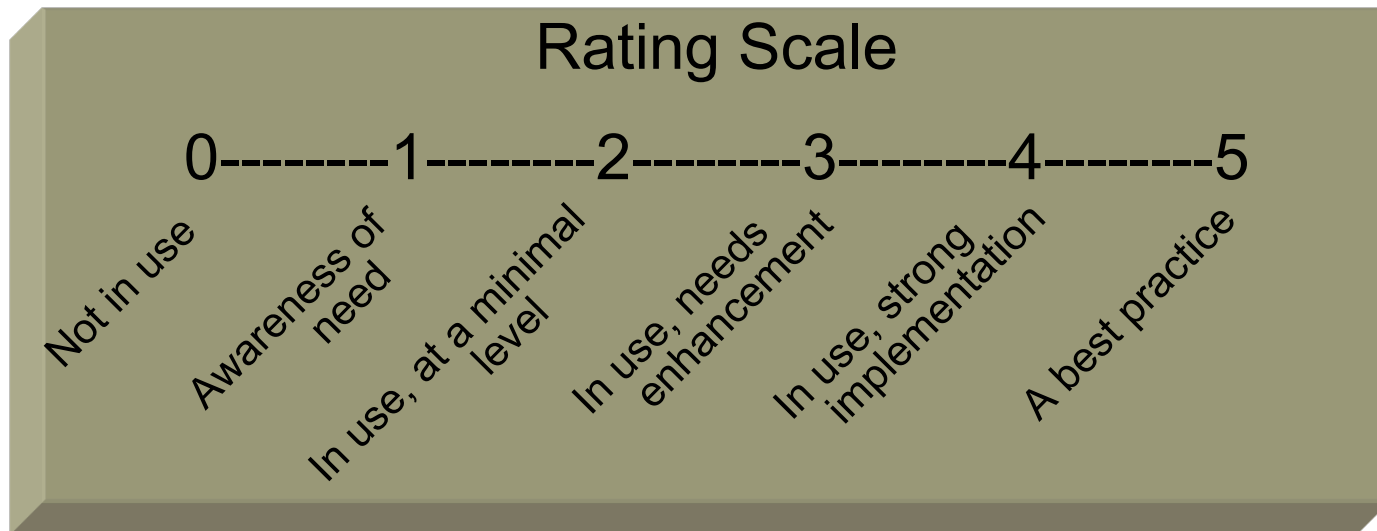 Rating Scale
0--------1--------2--------3--------4--------5
Not in use
Awareness of
need
In use, at a minimal
level
In use, needs
enhancement
In use, strong
implementation
A best practice